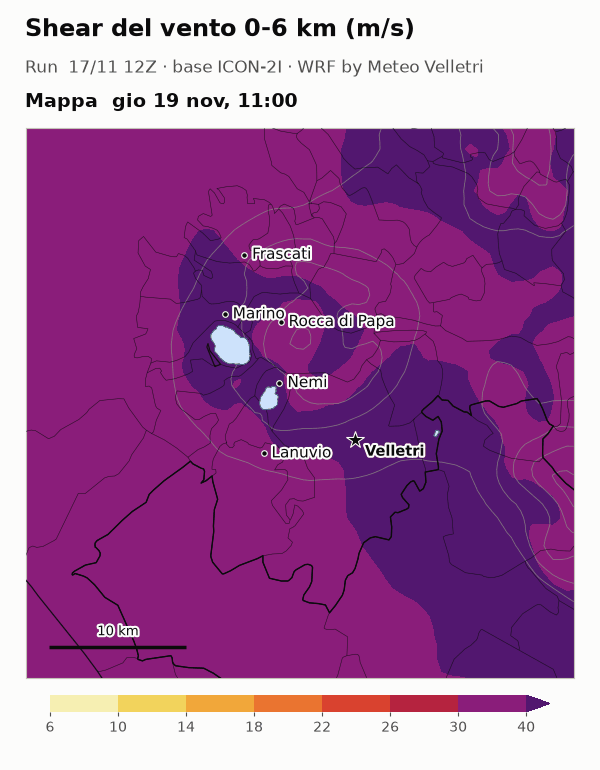 Shear del vento 0-6 km (m/s)
Run  17/11 12Z · base ICON-2I · WRF by Meteo Velletri
Mappa  gio 19 nov, 11:00
Frascati
Marino
Rocca di Papa
Nemi
Velletri
Lanuvio
10 km
6 10 14 18 22 26 30 40